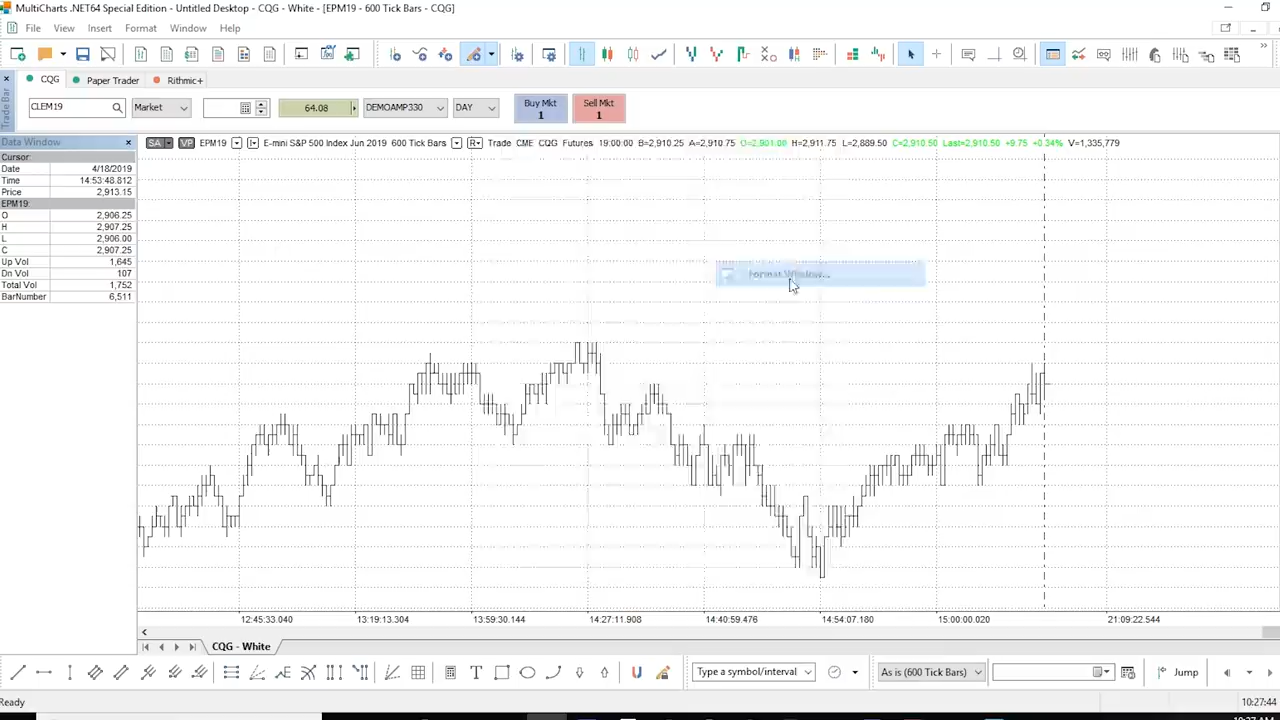 MultiCharts .NET64 Special Edition - Untitled Desktop - CQG - White - [EPM19 - 600 Tick Bars - CQG]
File View Insert Format Window Help
CQG Paper Trader Rithmic+
Trade Bar
CLEM19 Market 64.08 DEMOAMP330 DAY Buy Mkt 1 Sell Mkt 1
Data Window
SA VP EPM19 E-mini S&P 500 Index Jun 2019 600 Tick Bars R Trade CME CQG Futures 19:00:00 B=2,910.25 A=2,910.75 O=2,901.00 H=2,911.75 L=2,889.50 C=2,910.50 Last=2,910.50 +9.75 +0.34% V=1,335,779
Cursor:
Date 4/18/2019
Time 14:53:48.812
Price 2,913.15
EPM19:
O 2,906.25
H 2,907.25
L 2,906.00
C 2,907.25
Up Vol 1,645
Dn Vol 107
Total Vol 1,752
BarNumber 6,511
Format Window...
12:45:33.040 13:19:13.304 13:59:30.144 14:27:11.908 14:40:59.476 14:54:07.180 15:00:00.020 21:09:22.544
CQG - White
Type a symbol/interval As is (600 Tick Bars) Jump
Ready 10:27:44